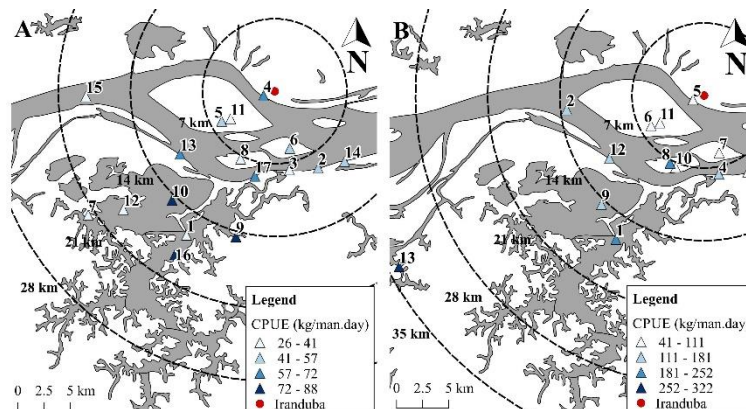 A
N
15
4
5 11
7 km
6
8
13
17 3 2 14
14 km
10
7 12
1
9
21 km
16
28 km
Legend
CPUE (kg/man.day)
26 - 41
41 - 57
57 - 72
72 - 88
Iranduba
0 2.5 5 km
B
N
5
2
6 11
7 km
7
12
8 10
4
14 km
9
1
21 km
13
28 km
35 km
Legend
CPUE (kg/man.day)
41 - 111
111 - 181
181 - 252
252 - 322
Iranduba
0 2.5 5 km